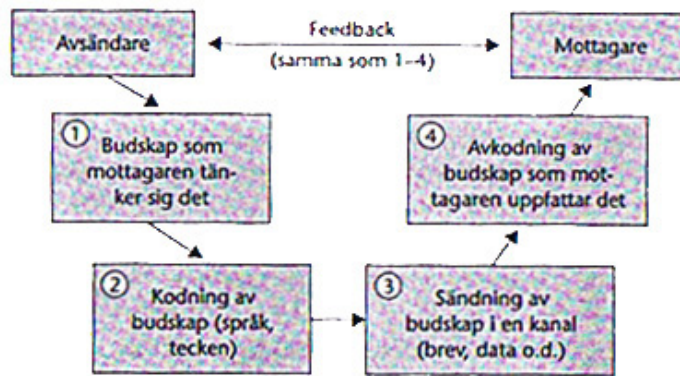 Avsändare
Feedback
(samma som 1–4)
Mottagare
1
Budskap som
mottagaren tän-
ker sig det
4
Avkodning av
budskap som mot-
tagaren uppfattar det
2
Kodning av
budskap (språk,
tecken)
3
Sändning av
budskap i en kanal
(brev, data o.d.)